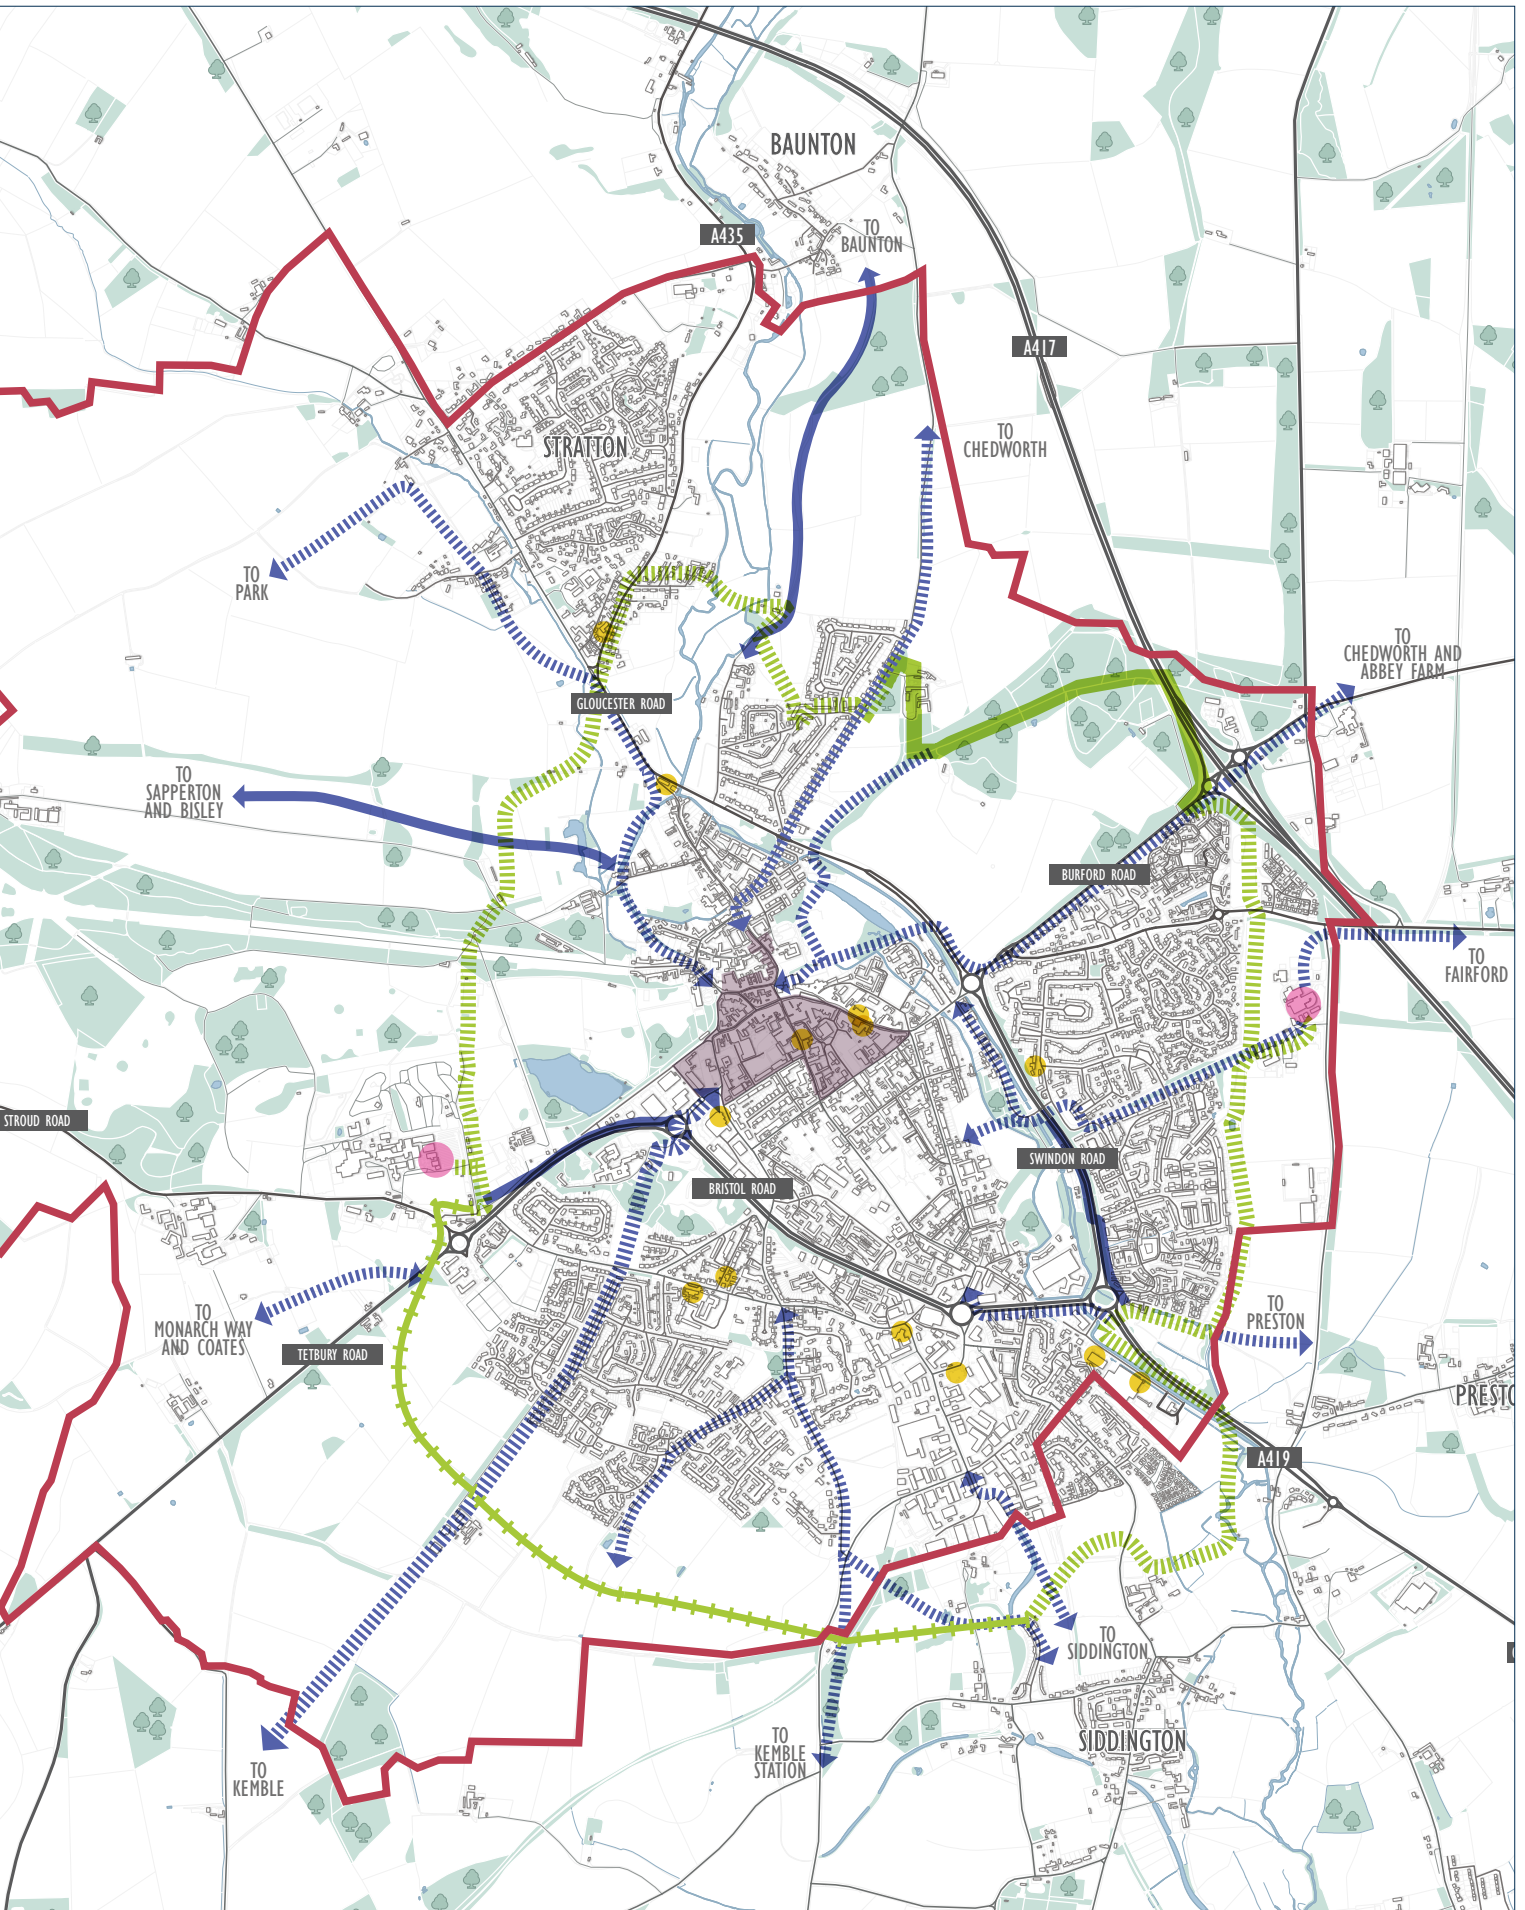 BAUNTON
A435
TO
BAUNTON
A417
TO
CHEDWORTH
STRATTON
TO
PARK
TO
CHEDWORTH AND
ABBEY FARM
GLOUCESTER ROAD
TO
SAPPERTON
AND BISLEY
BURFORD ROAD
TO
FAIRFORD
STROUD ROAD
SWINDON ROAD
BRISTOL ROAD
TO
MONARCH WAY
AND COATES
TETBURY ROAD
TO
PRESTON
PRESTO
A419
TO
SIDDINGTON
SIDDINGTON
TO
KEMBLE
STATION
TO
KEMBLE